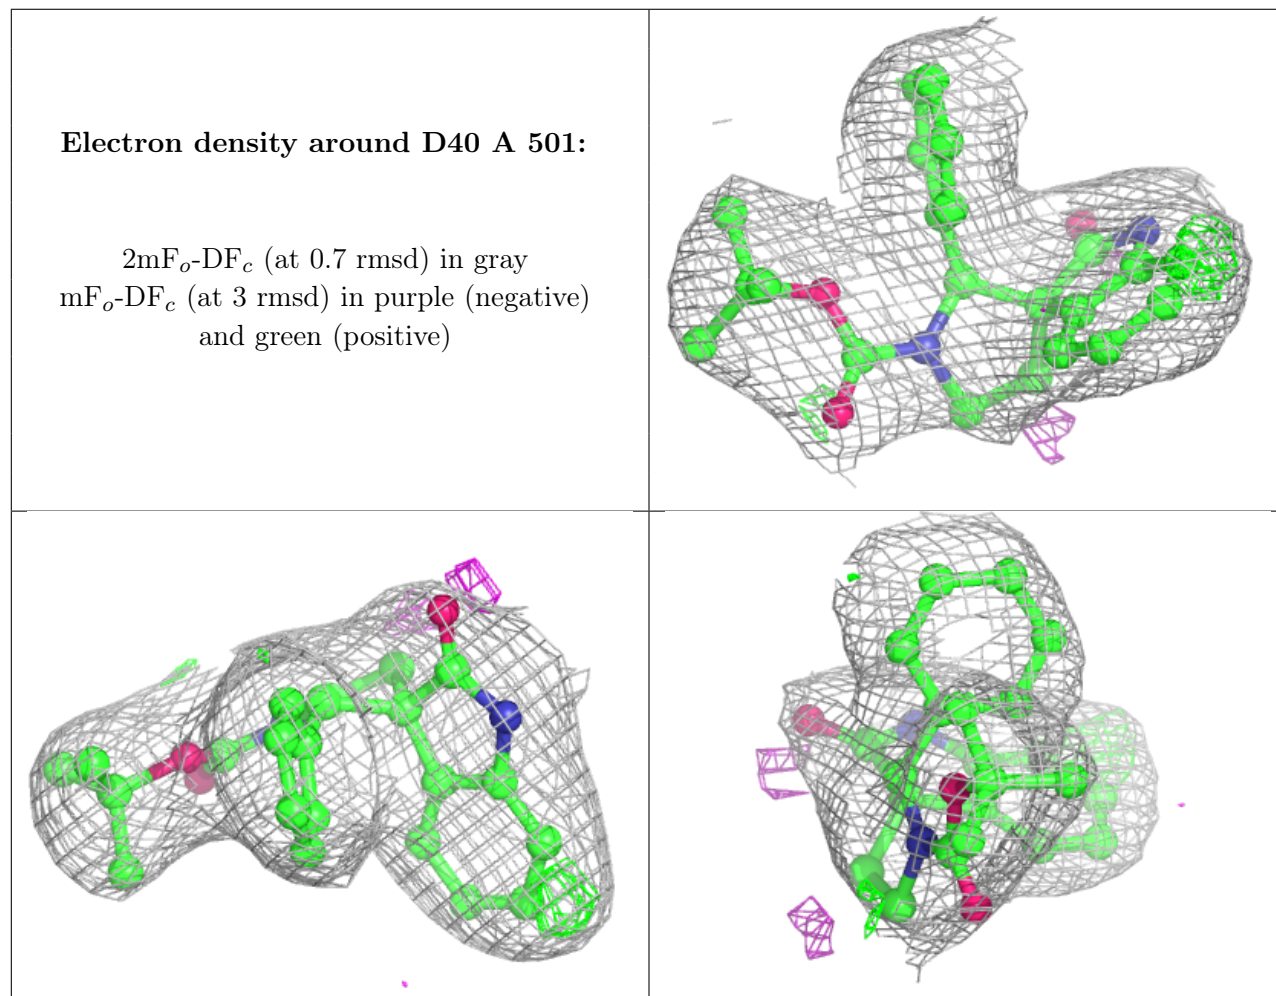 Electron density around D40 A 501:
2mFₒ-DF𝒸 (at 0.7 rmsd) in gray
mFₒ-DF𝒸 (at 3 rmsd) in purple (negative)
and green (positive)